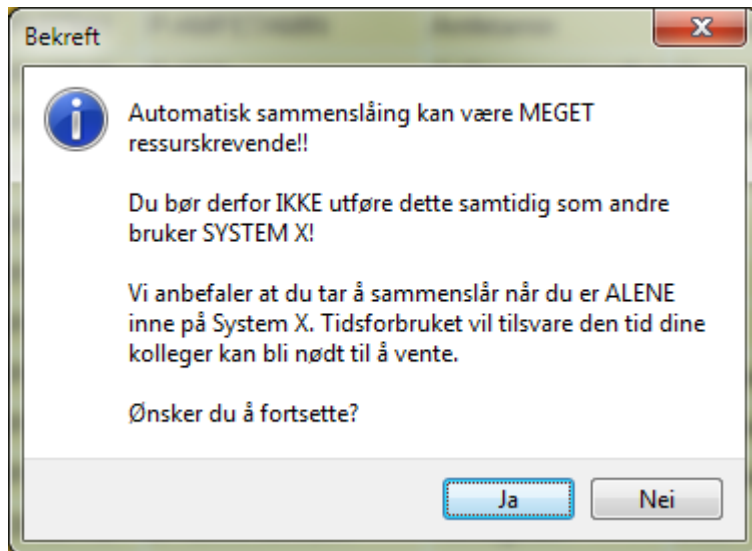 Bekreft
Automatisk sammenslåing kan være MEGET
ressurskrevende!!
Du bør derfor IKKE utføre dette samtidig som andre
bruker SYSTEM X!
Vi anbefaler at du tar å sammenslår når du er ALENE
inne på System X. Tidsforbruket vil tilsvare den tid dine
kolleger kan bli nødt til å vente.
Ønsker du å fortsette?
Ja
Nei